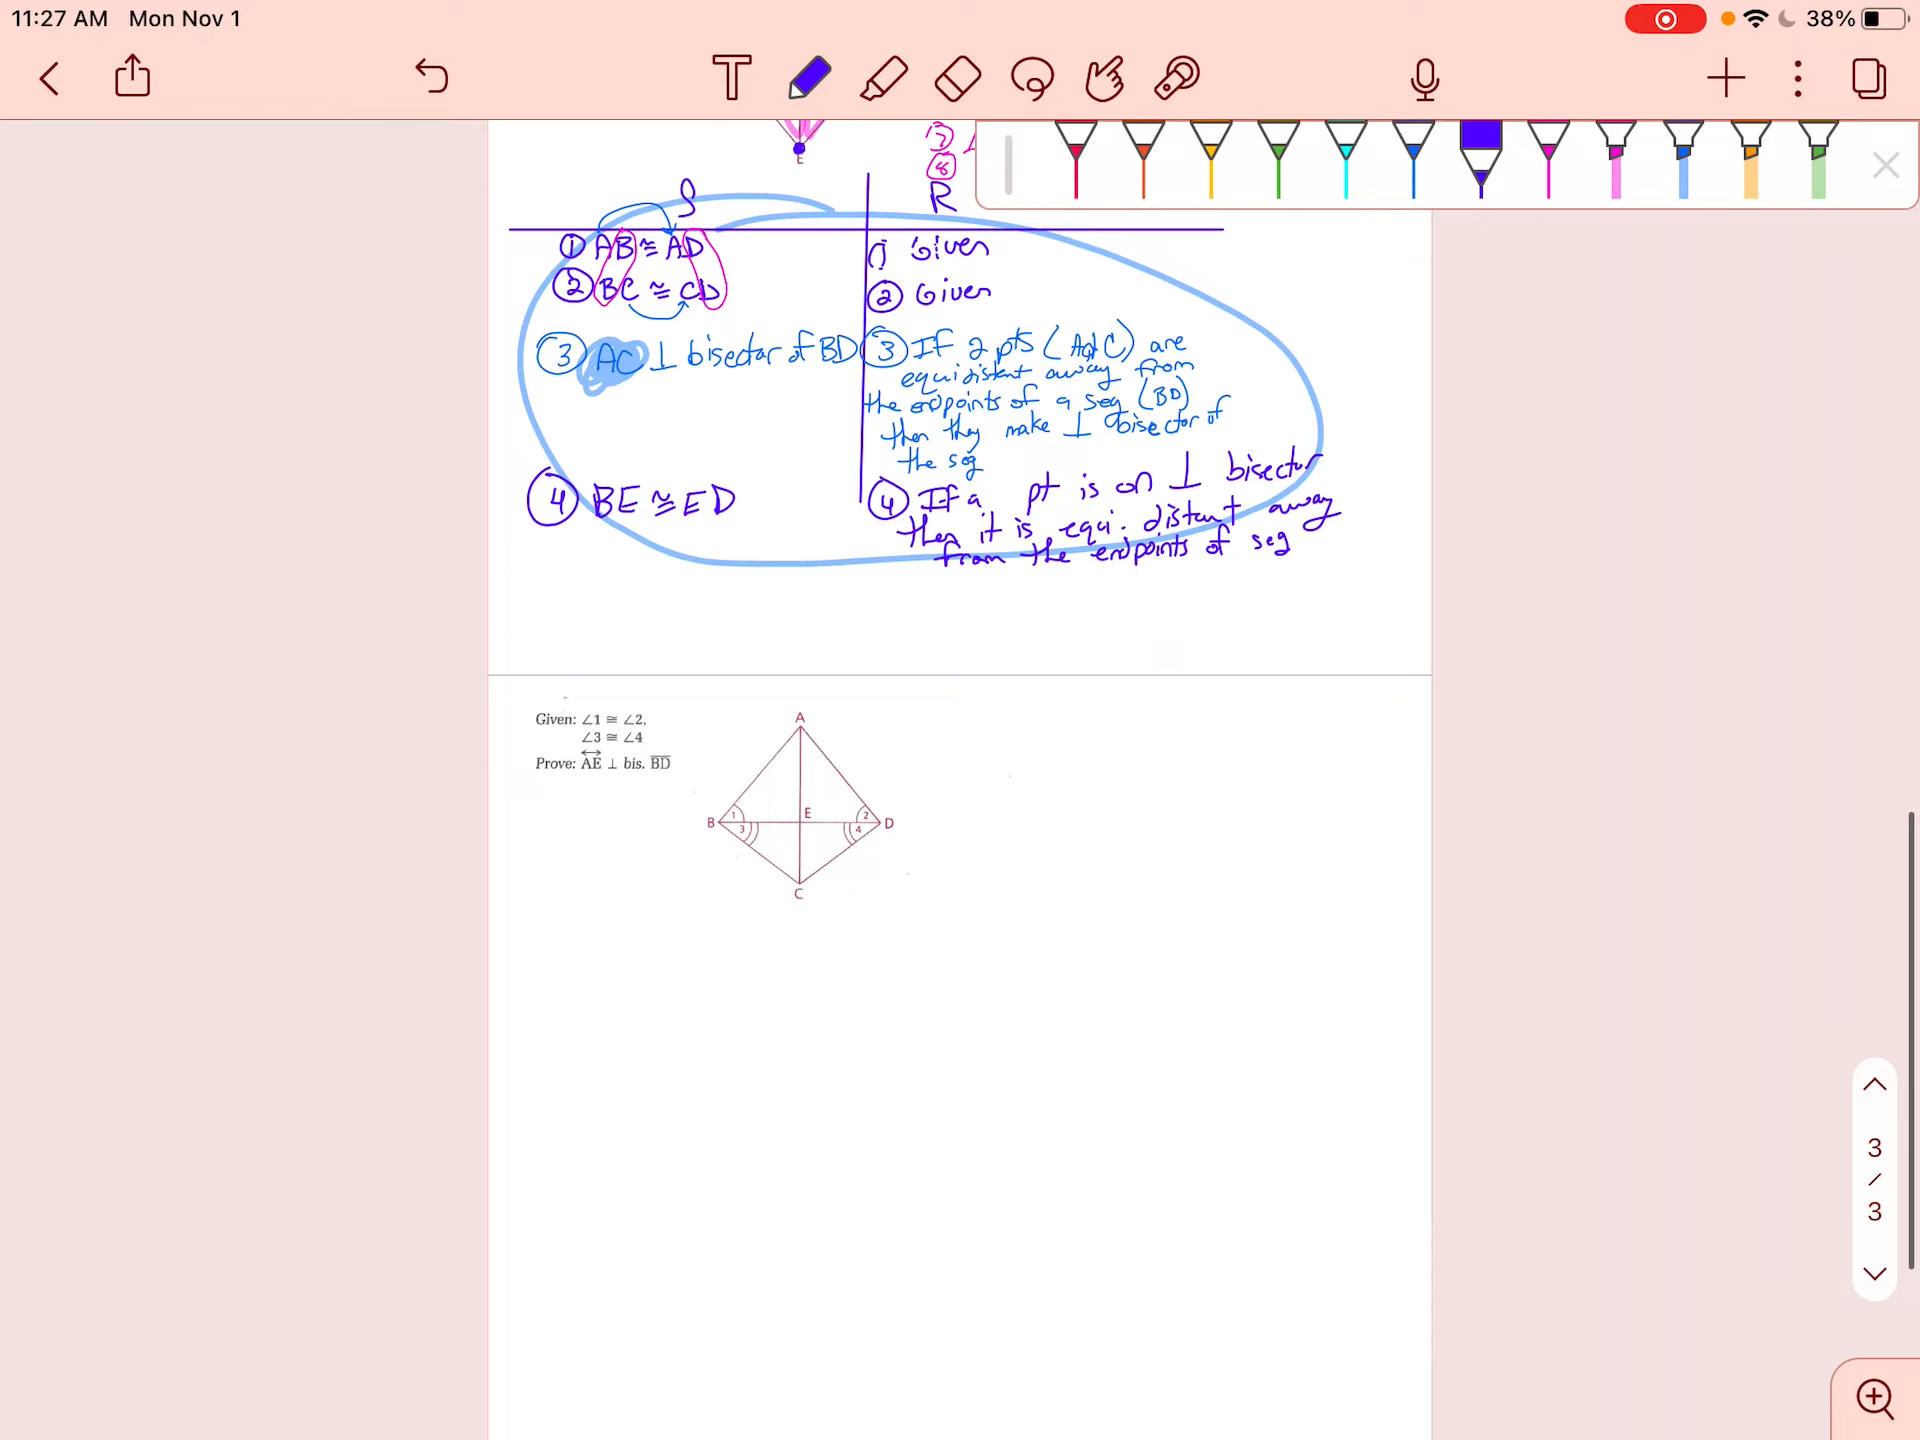 11:27 AM Mon Nov 1
38%
E
7
8
S
R
1 AB ≅ AD
1) Given
2 BC ≅ CD
2 Given
3 AC ⊥ bisector of BD
3 If 2 pts (A&C) are
equidistent away from
the endpoints of a seg (BD)
then they make ⊥ bisector of
the seg
4 BE ≅ ED
4 If a pt is on ⊥ bisector
then it is equi. distant away
from the endpoints of seg
Given: ∠1 ≅ ∠2,
∠3 ≅ ∠4
Prove: AE ⊥ bis. BD
A
B
1
3
E
2
4
D
C
3
/
3